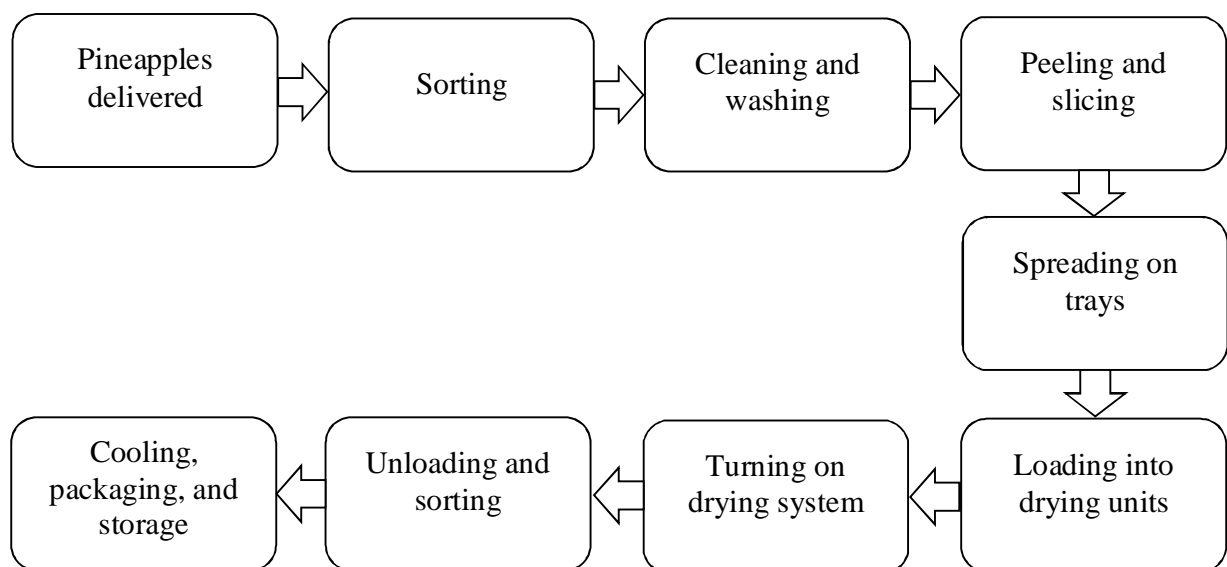 Pineapples
delivered
Sorting
Cleaning and
washing
Peeling and
slicing
Spreading on
trays
Loading into
drying units
Turning on
drying system
Unloading and
sorting
Cooling,
packaging, and
storage